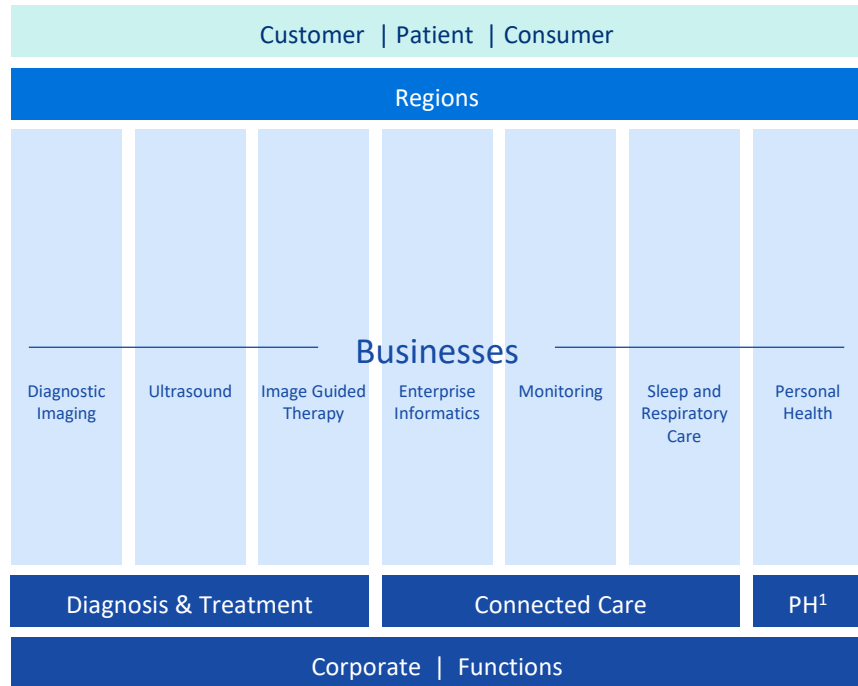 Customer | Patient | Consumer
Regions
Businesses
Diagnostic
Imaging
Ultrasound
Image Guided
Therapy
Enterprise
Informatics
Monitoring
Sleep and
Respiratory
Care
Personal
Health
Diagnosis & Treatment
Connected Care
PH¹
Corporate | Functions